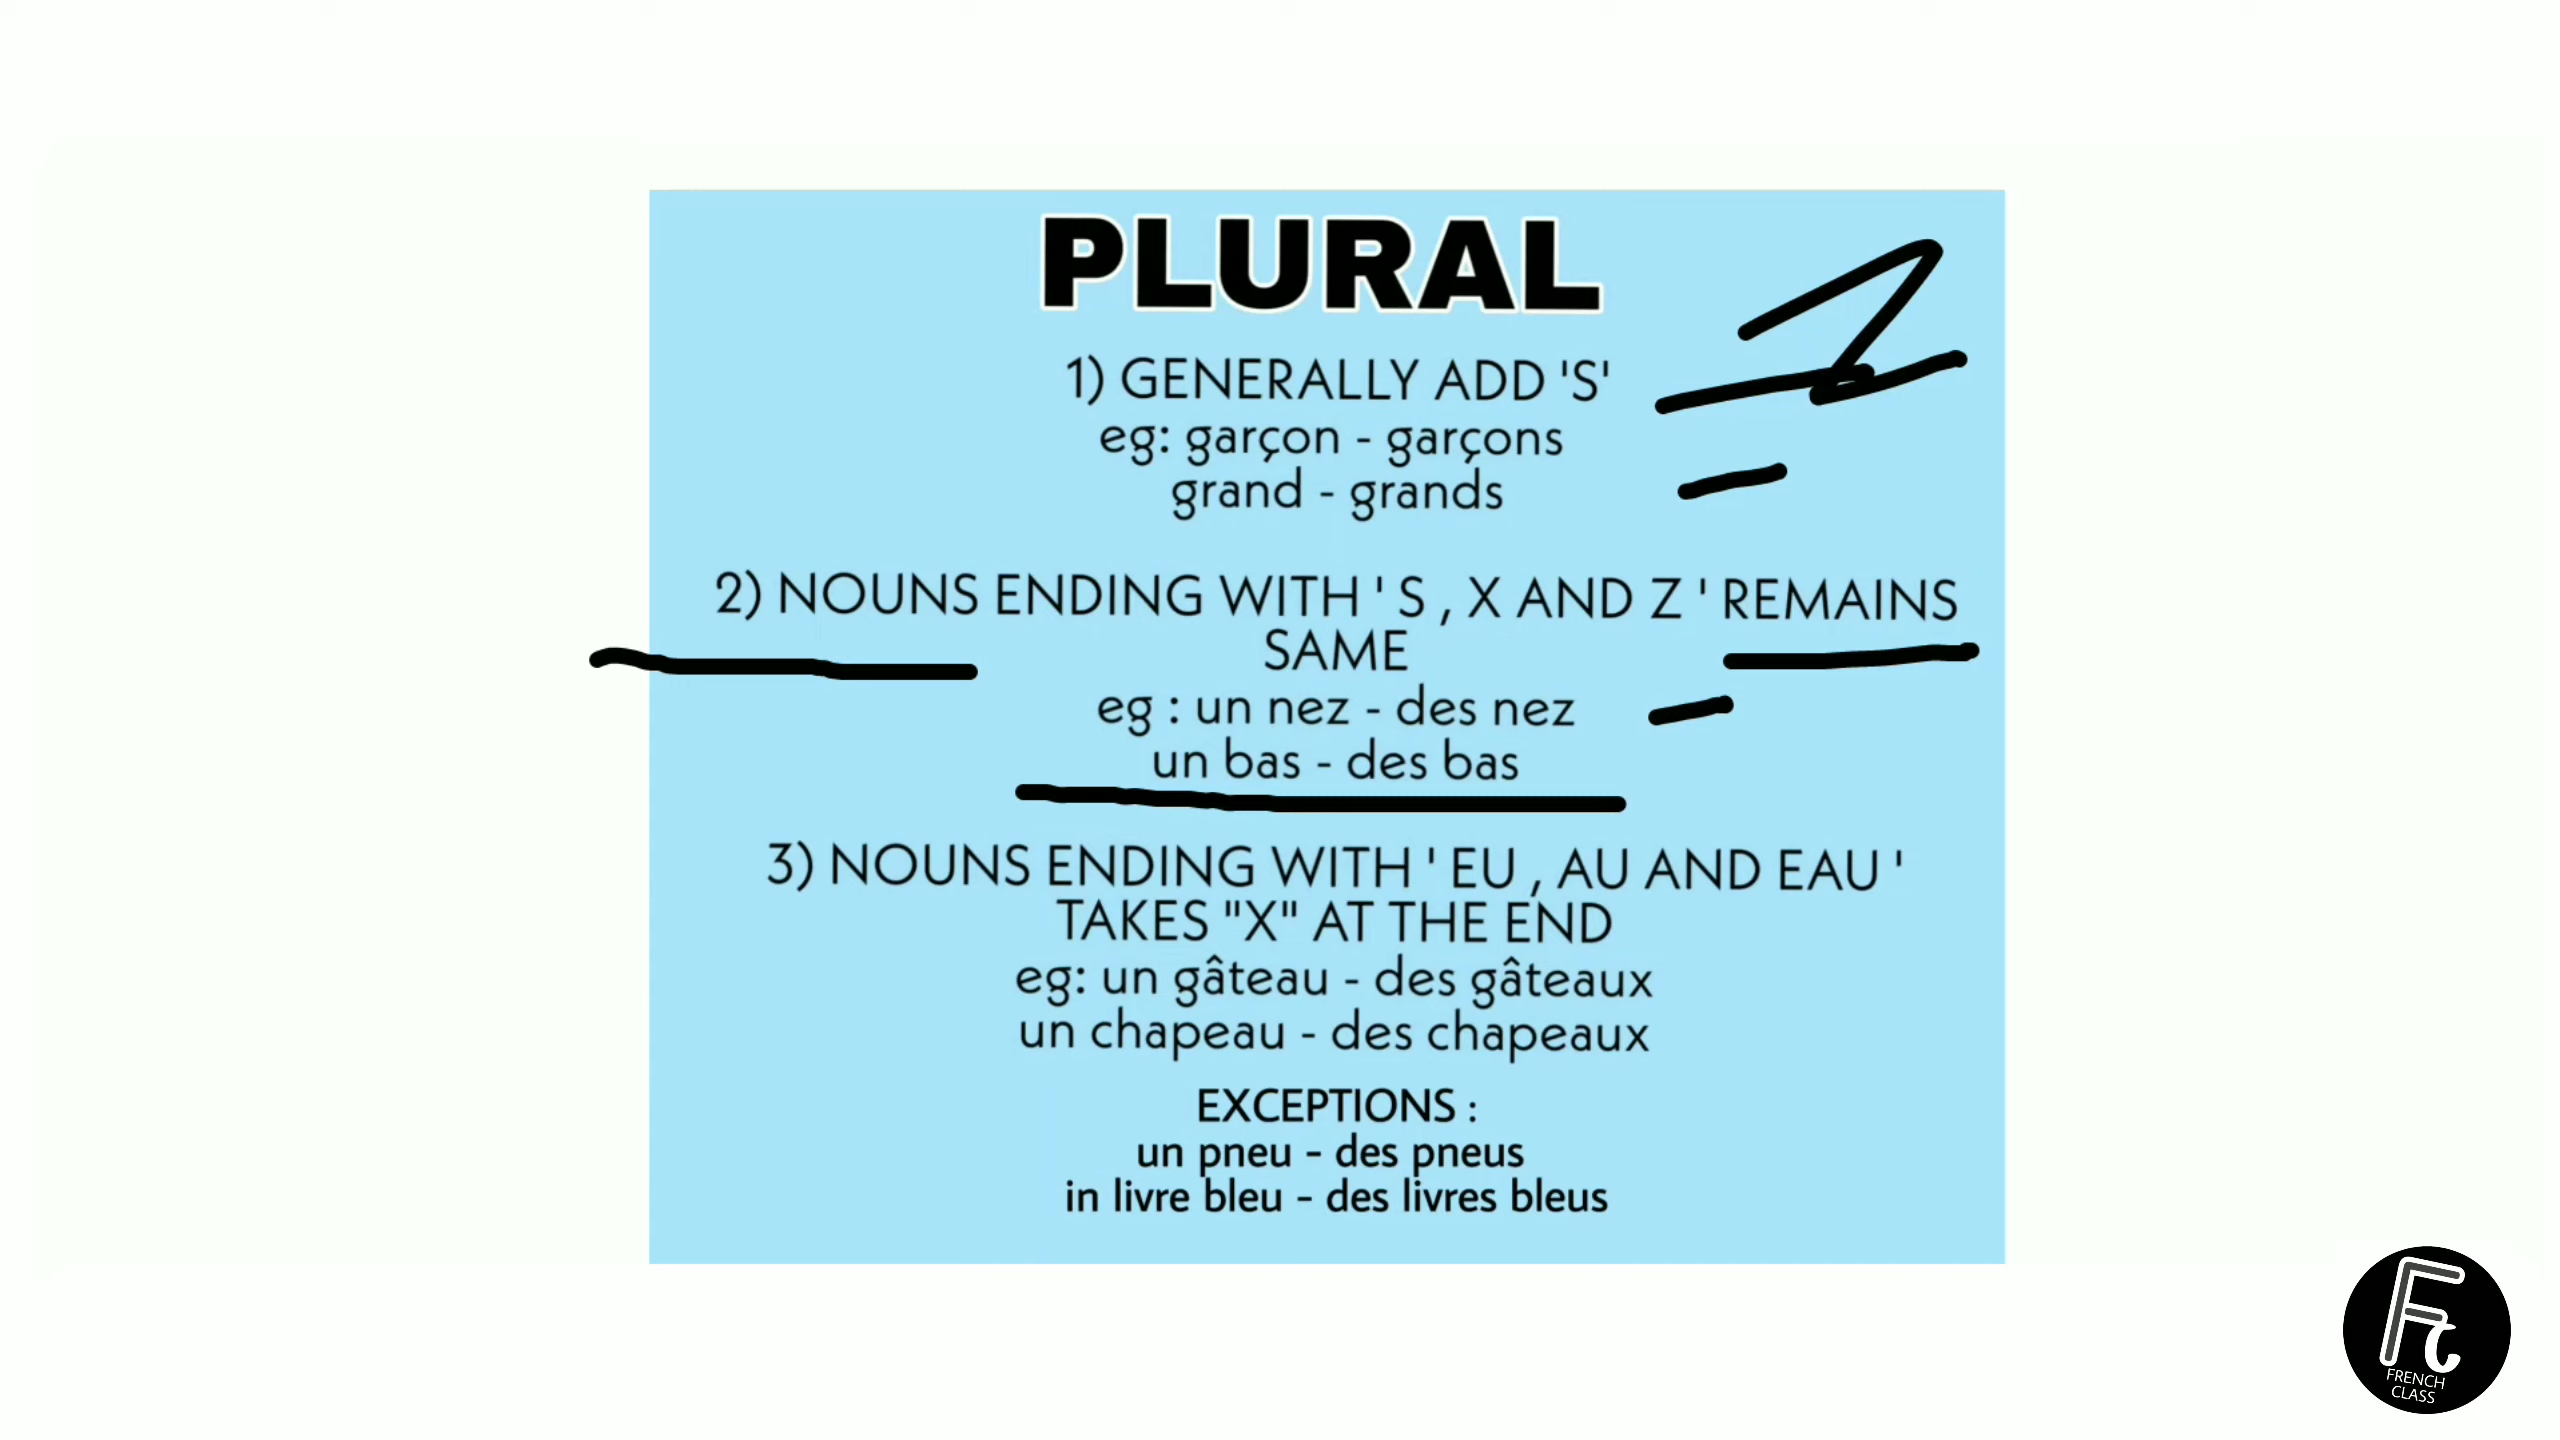 PLURAL
1) GENERALLY ADD 'S'
eg: garçon - garçons
grand - grands
2) NOUNS ENDING WITH ' S , X AND Z ' REMAINS
SAME
eg : un nez - des nez
un bas - des bas
3) NOUNS ENDING WITH ' EU , AU AND EAU '
TAKES "X" AT THE END
eg: un gâteau - des gâteaux
un chapeau - des chapeaux
EXCEPTIONS :
un pneu - des pneus
in livre bleu - des livres bleus
Fc
FRENCH
CLASS